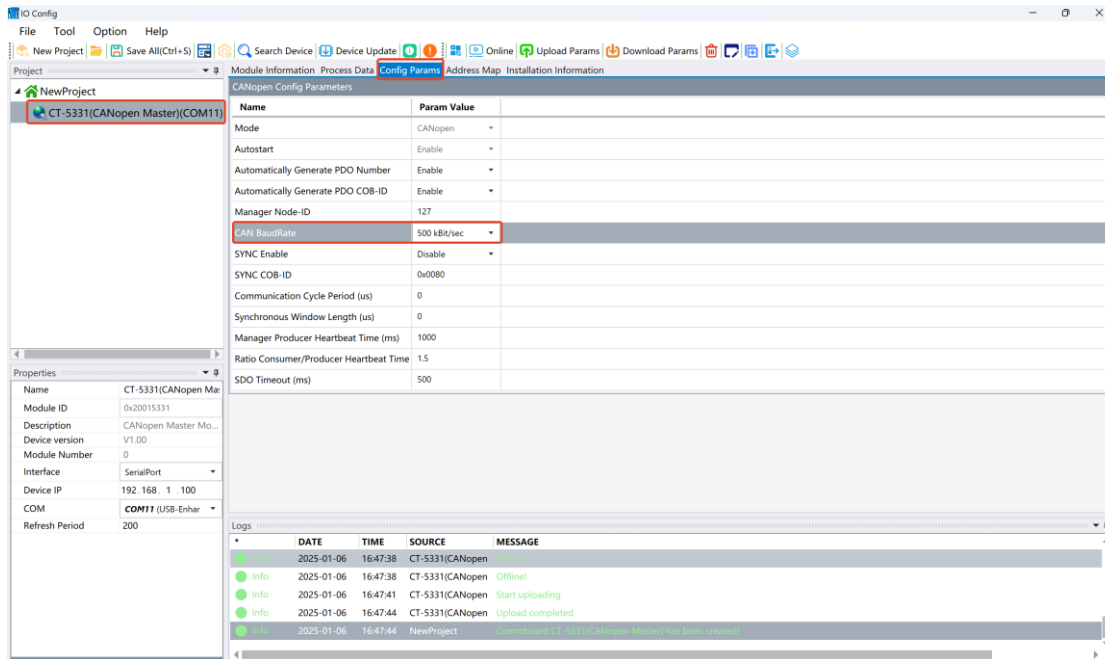 IO Config
File Tool Option Help
New Project Save All(Ctrl+S) Search Device Device Update Online Upload Params Download Params
Project
NewProject
CT-5331(CANopen Master)(COM11)
Module Information Process Data Config Params Address Map Installation Information
CANopen Config Parameters
Name Param Value
Mode CANopen
Autostart Enable
Automatically Generate PDO Number Enable
Automatically Generate PDO COB-ID Enable
Manager Node-ID 127
CAN BaudRate 500 kBit/sec
SYNC Enable Disable
SYNC COB-ID 0x0080
Communication Cycle Period (us) 0
Synchronous Window Length (us) 0
Manager Producer Heartbeat Time (ms) 1000
Ratio Consumer/Producer Heartbeat Time 1.5
SDO Timeout (ms) 500
Properties
Name CT-5331(CANopen Ma
Module ID 0x20015331
Description CANopen Master Mo...
Device version V1.00
Module Number 0
Interface SerialPort
Device IP 192.168. 1 .100
COM COM11 (USB-Enhar
Refresh Period 200
Logs
* DATE TIME SOURCE MESSAGE
2025-01-06 16:47:38 CT-5331(CANopen
Info 2025-01-06 16:47:38 CT-5331(CANopen Offline!
Info 2025-01-06 16:47:41 CT-5331(CANopen Start uploading
Info 2025-01-06 16:47:44 CT-5331(CANopen Upload completed
Info 2025-01-06 16:47:44 NewProject Commboard CT-5331(CANopen Master) has been created!